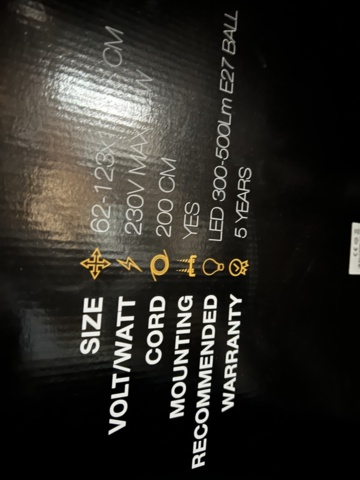 SIZE 62-123 CM
VOLT/WATT 230V MAX
CORD 200 CM
MOUNTING YES
RECOMMENDED LED 300-500Lm E27 BALL
WARRANTY 5 YEARS